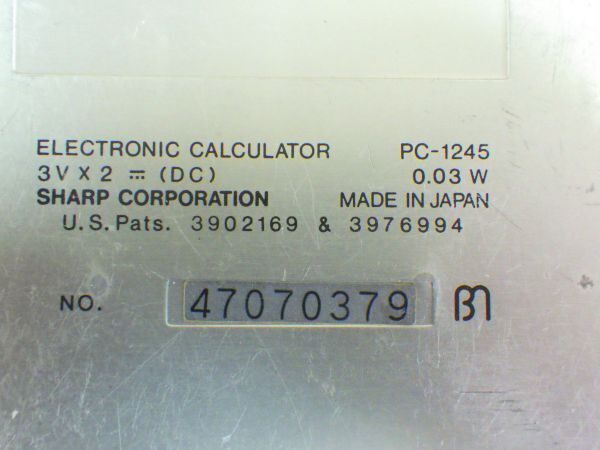 ELECTRONIC CALCULATOR PC-1245
3V X 2 ⎓ (DC) 0.03 W
SHARP CORPORATION MADE IN JAPAN
U.S. Pats. 3902169 & 3976994
NO. 47070379